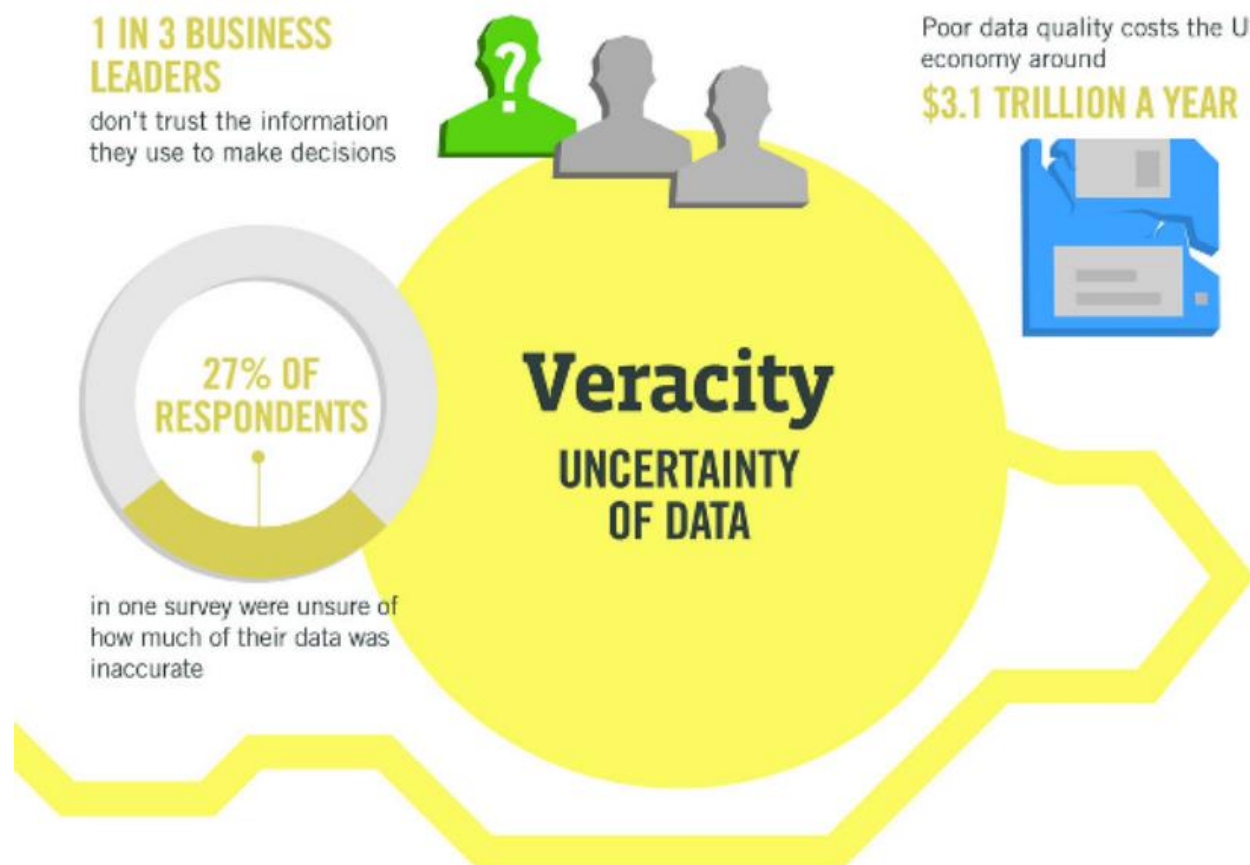 1 IN 3 BUSINESS
LEADERS
don't trust the information
they use to make decisions
?
Poor data quality costs the U
economy around
$3.1 TRILLION A YEAR
27% OF
RESPONDENTS
in one survey were unsure of
how much of their data was
inaccurate
Veracity
UNCERTAINTY
OF DATA